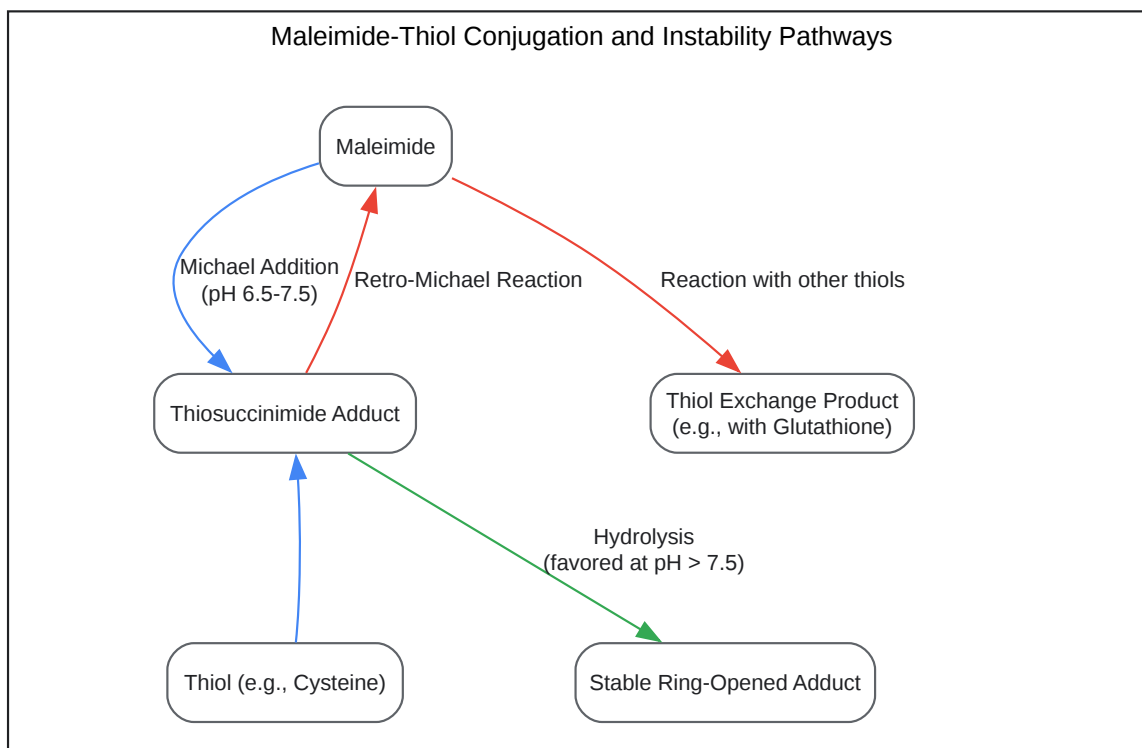 Maleimide-Thiol Conjugation and Instability Pathways
Maleimide
Michael Addition
(pH 6.5-7.5)
Retro-Michael Reaction
Reaction with other thiols
Thiosuccinimide Adduct
Thiol Exchange Product
(e.g., with Glutathione)
Hydrolysis
(favored at pH > 7.5)
Thiol (e.g., Cysteine)
Stable Ring-Opened Adduct